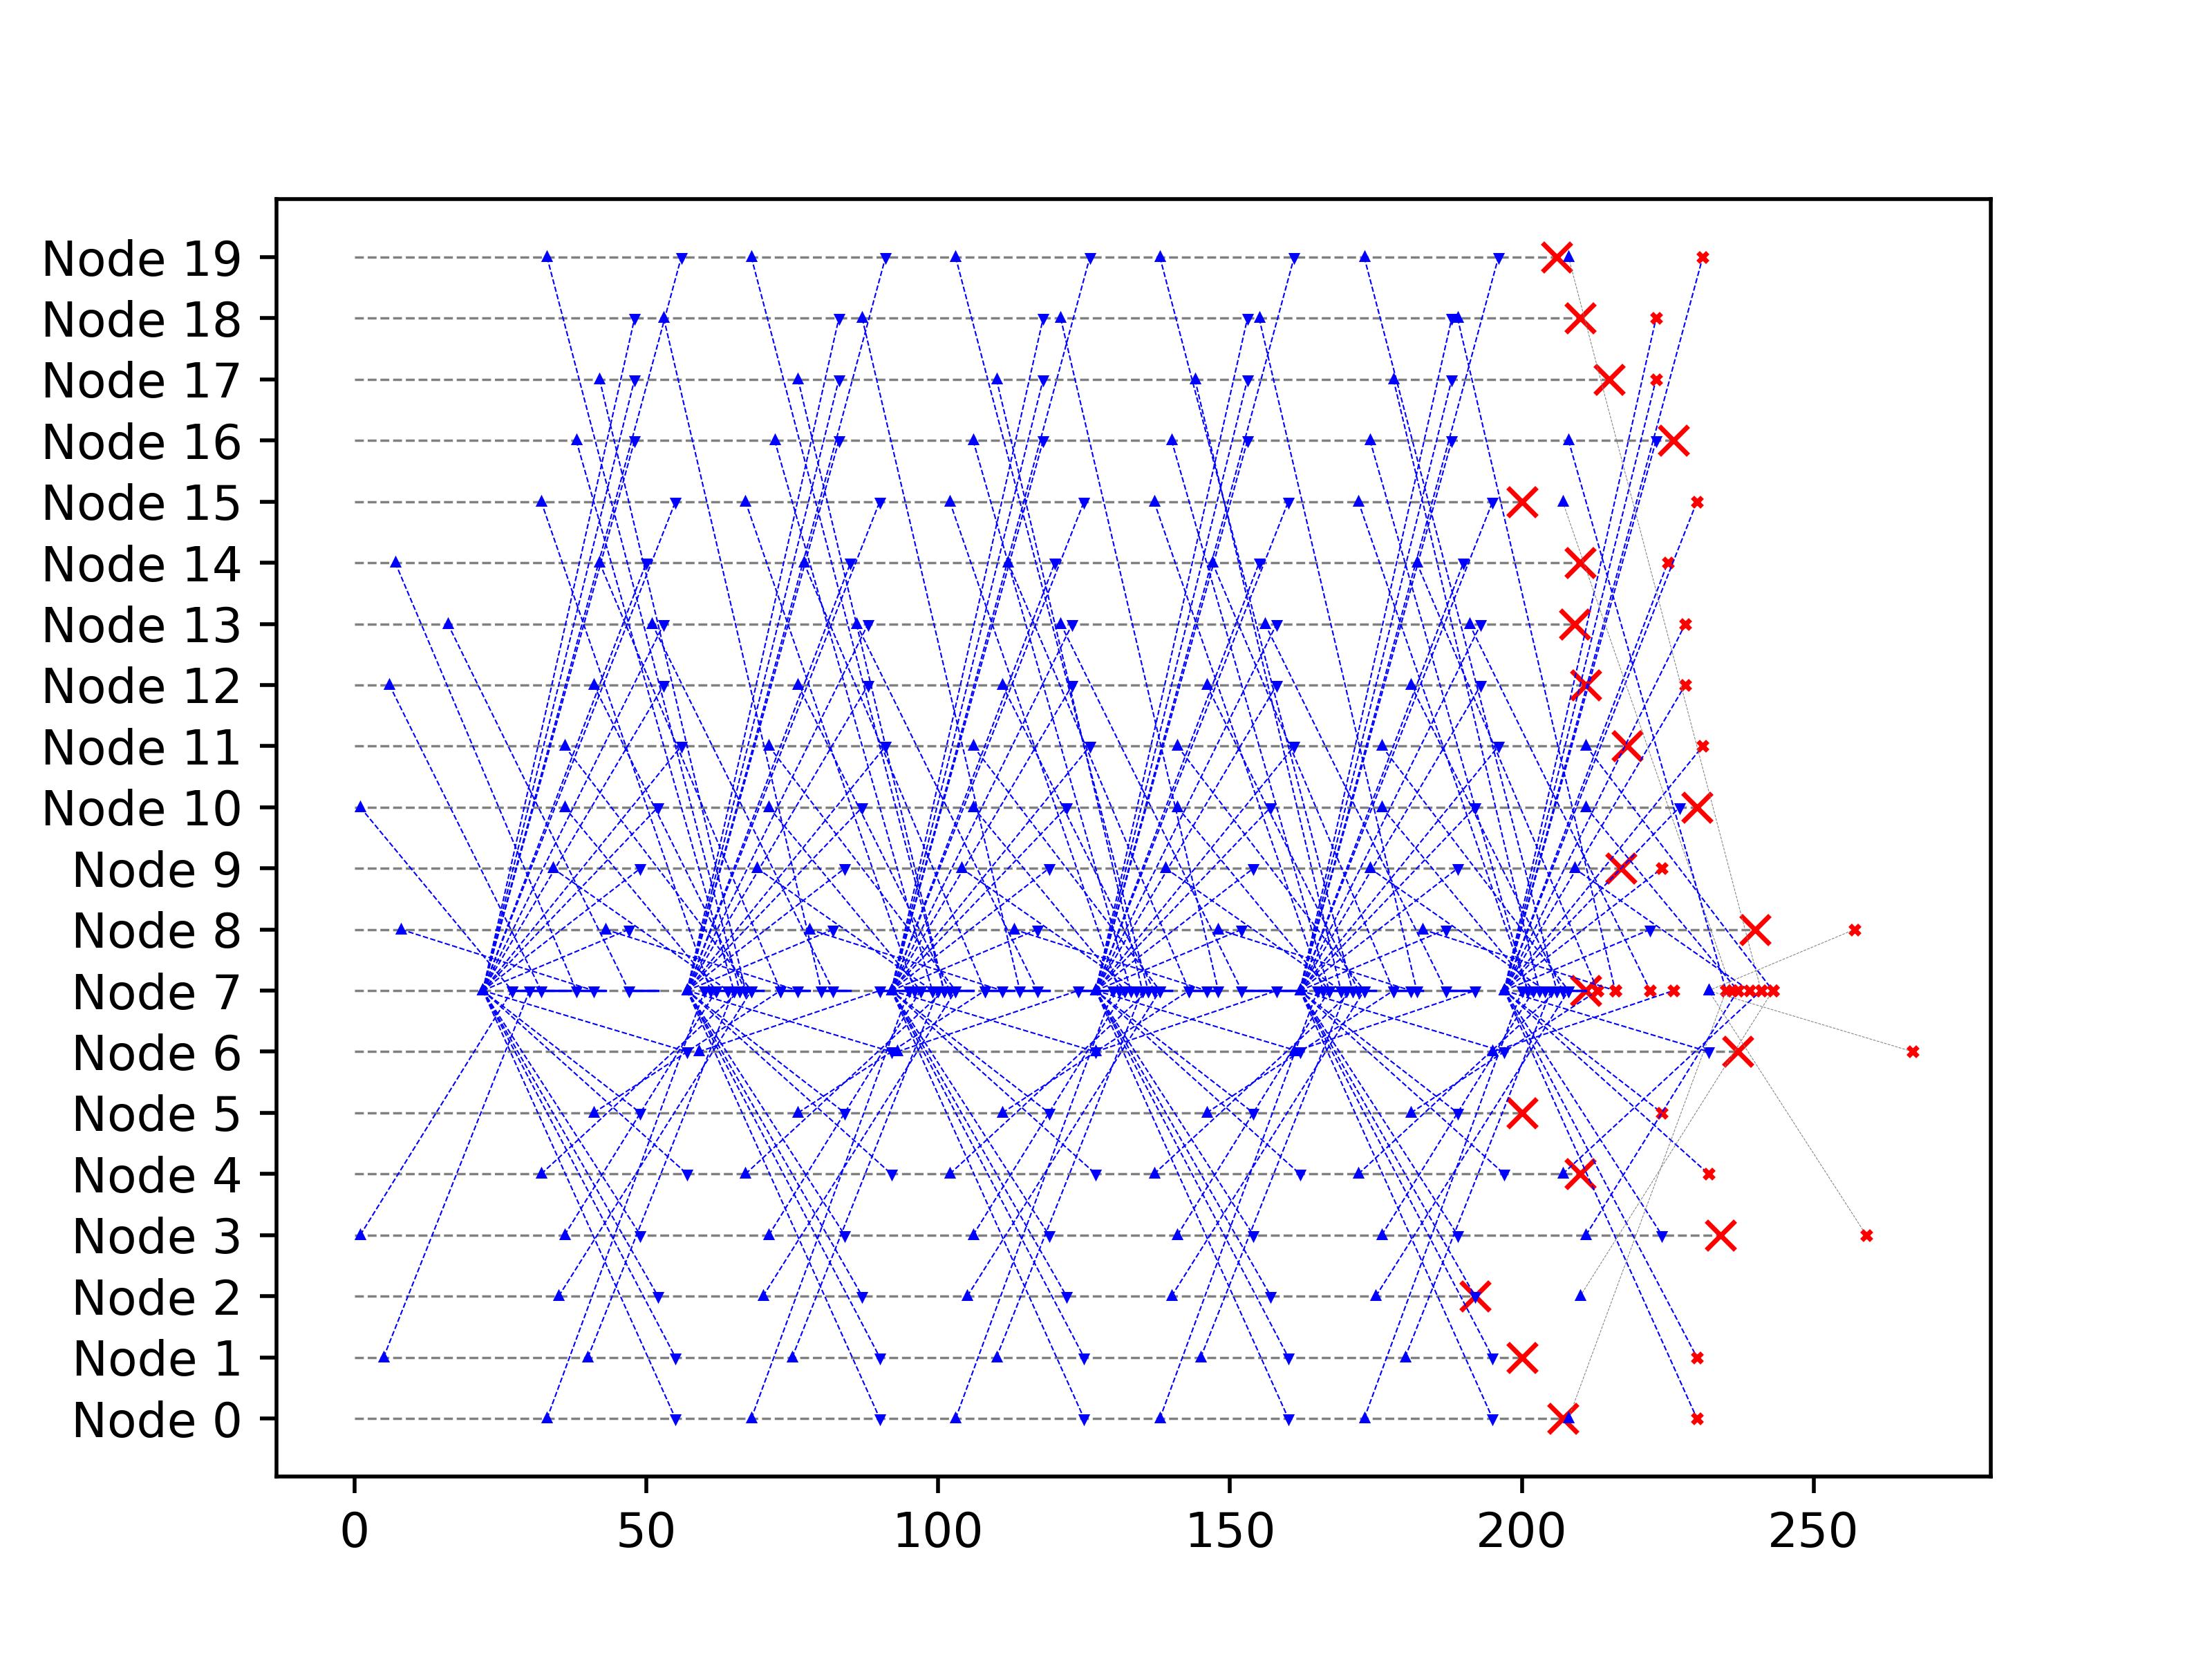 Node 19
Node 18
Node 17
Node 16
Node 15
Node 14
Node 13
Node 12
Node 11
Node 10
Node 9
Node 8
Node 7
Node 6
Node 5
Node 4
Node 3
Node 2
Node 1
Node 0
0 50 100 150 200 250